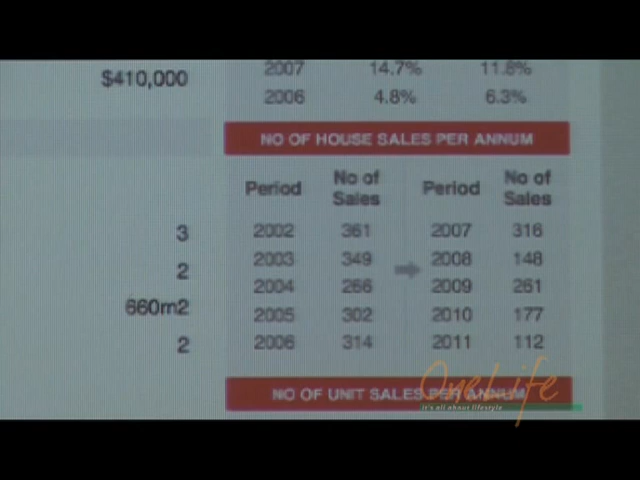 $410,000
2007 14.7% 11.8%
2006 4.8% 6.3%
NO OF HOUSE SALES PER ANNUM
Period No of Sales Period No of Sales
3
2002 361 2007 316
2
2003 349 2008 148
660m2
2004 266 2009 261
2005 302 2010 177
2
2006 314 2011 112
NO OF UNIT SALES PER ANNUM
OneLife
it's all about lifestyle